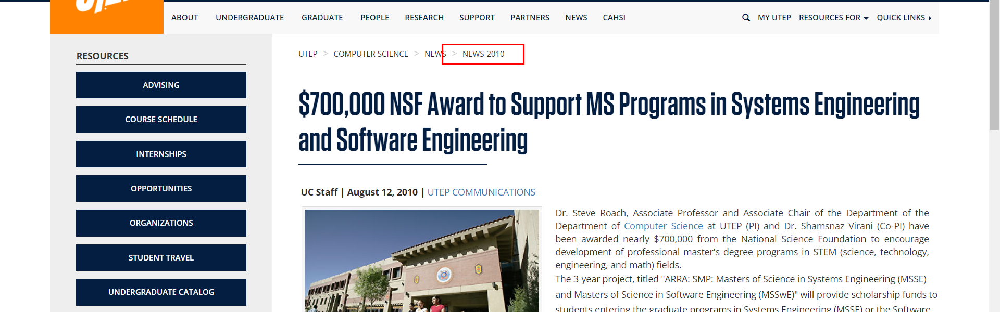 ABOUT UNDERGRADUATE GRADUATE PEOPLE RESEARCH SUPPORT PARTNERS NEWS CAHSI MY UTEP RESOURCES FOR QUICK LINKS
RESOURCES
ADVISING
COURSE SCHEDULE
INTERNSHIPS
OPPORTUNITIES
ORGANIZATIONS
STUDENT TRAVEL
UNDERGRADUATE CATALOG
UTEP > COMPUTER SCIENCE > NEWS > NEWS-2010
$700,000 NSF Award to Support MS Programs in Systems Engineering
and Software Engineering
UC Staff | August 12, 2010 | UTEP COMMUNICATIONS
Dr. Steve Roach, Associate Professor and Associate Chair of the Department of the
Department of Computer Science at UTEP (PI) and Dr. Shamsnaz Virani (Co-PI) have
been awarded nearly $700,000 from the National Science Foundation to encourage
development of professional master's degree programs in STEM (science, technology,
engineering, and math) fields.
The 3-year project, titled "ARRA: SMP: Masters of Science in Systems Engineering (MSSE)
and Masters of Science in Software Engineering (MSSwE)" will provide scholarship funds to
students entering the graduate programs in Systems Engineering (MSSE) or the Software